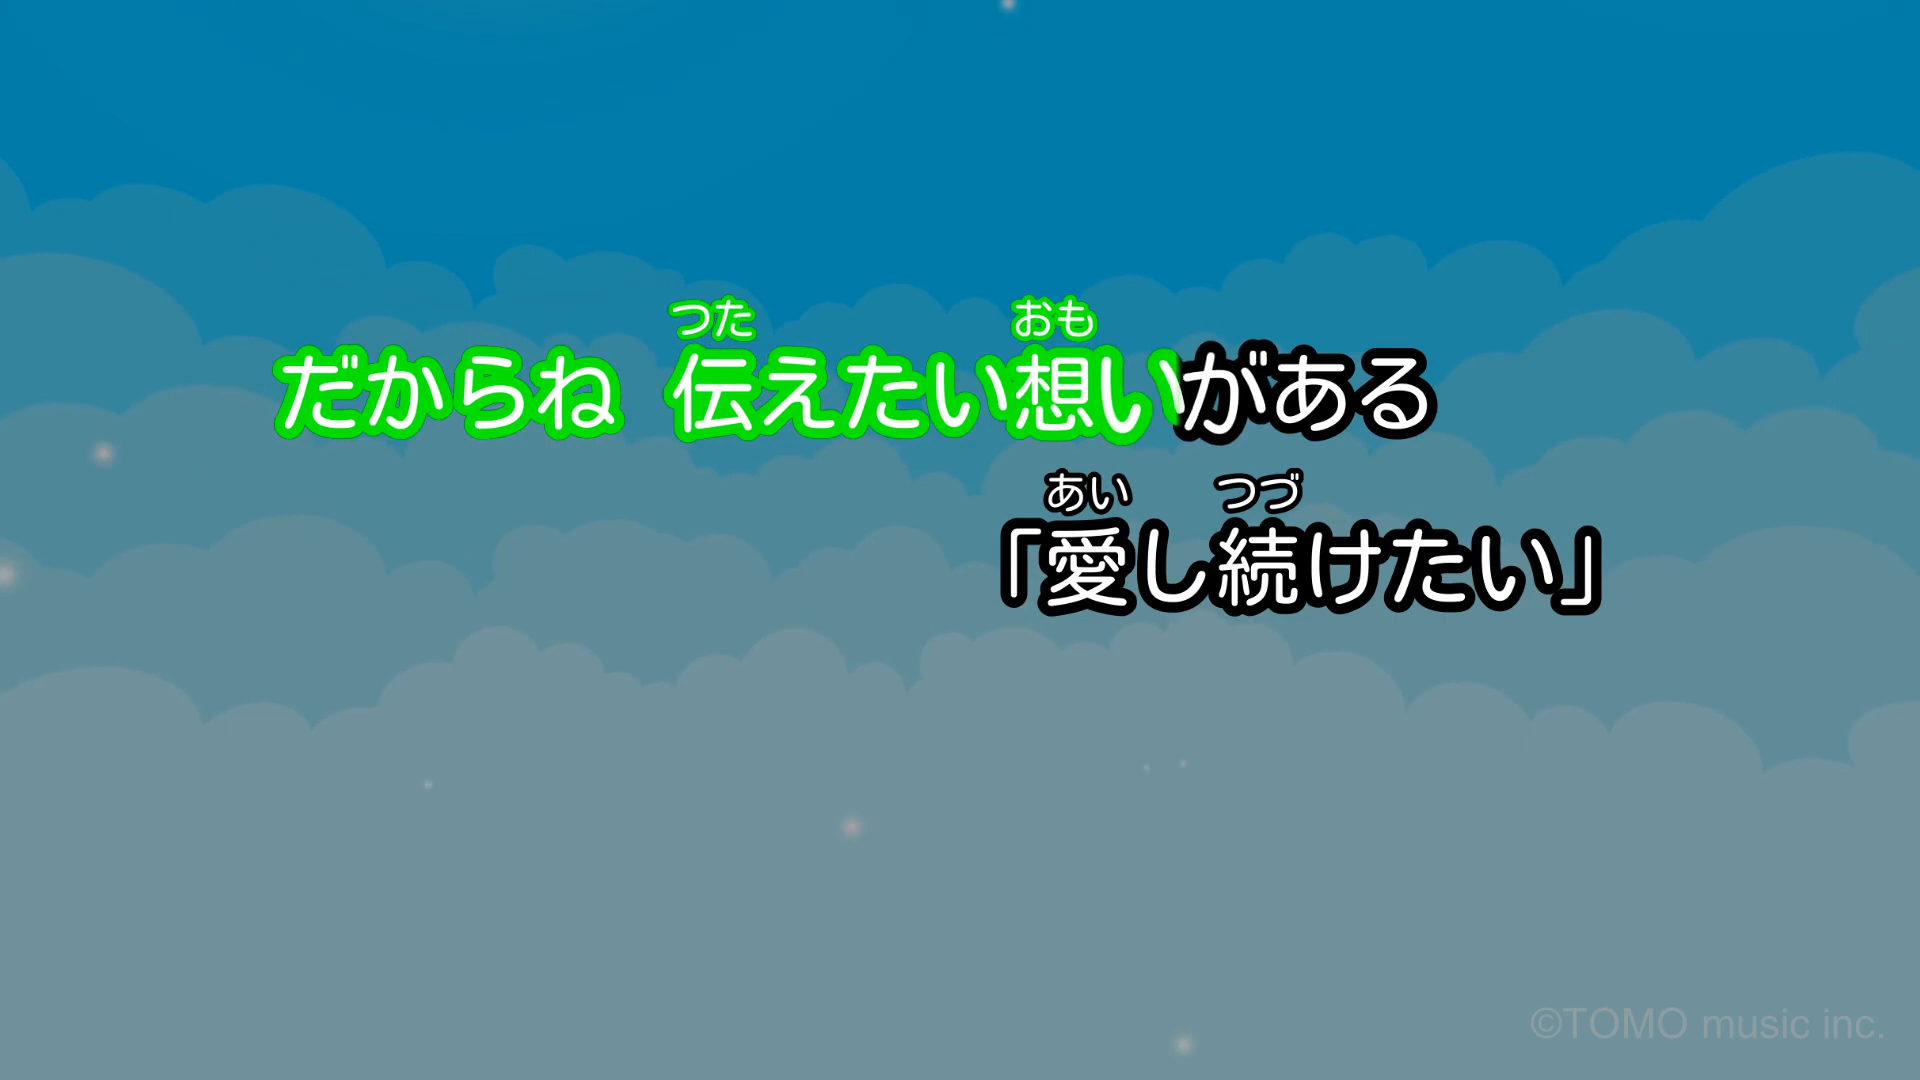 つた おも
だからね 伝えたい想いがある
あい つづ
「愛し続けたい」
©TOMO music inc.